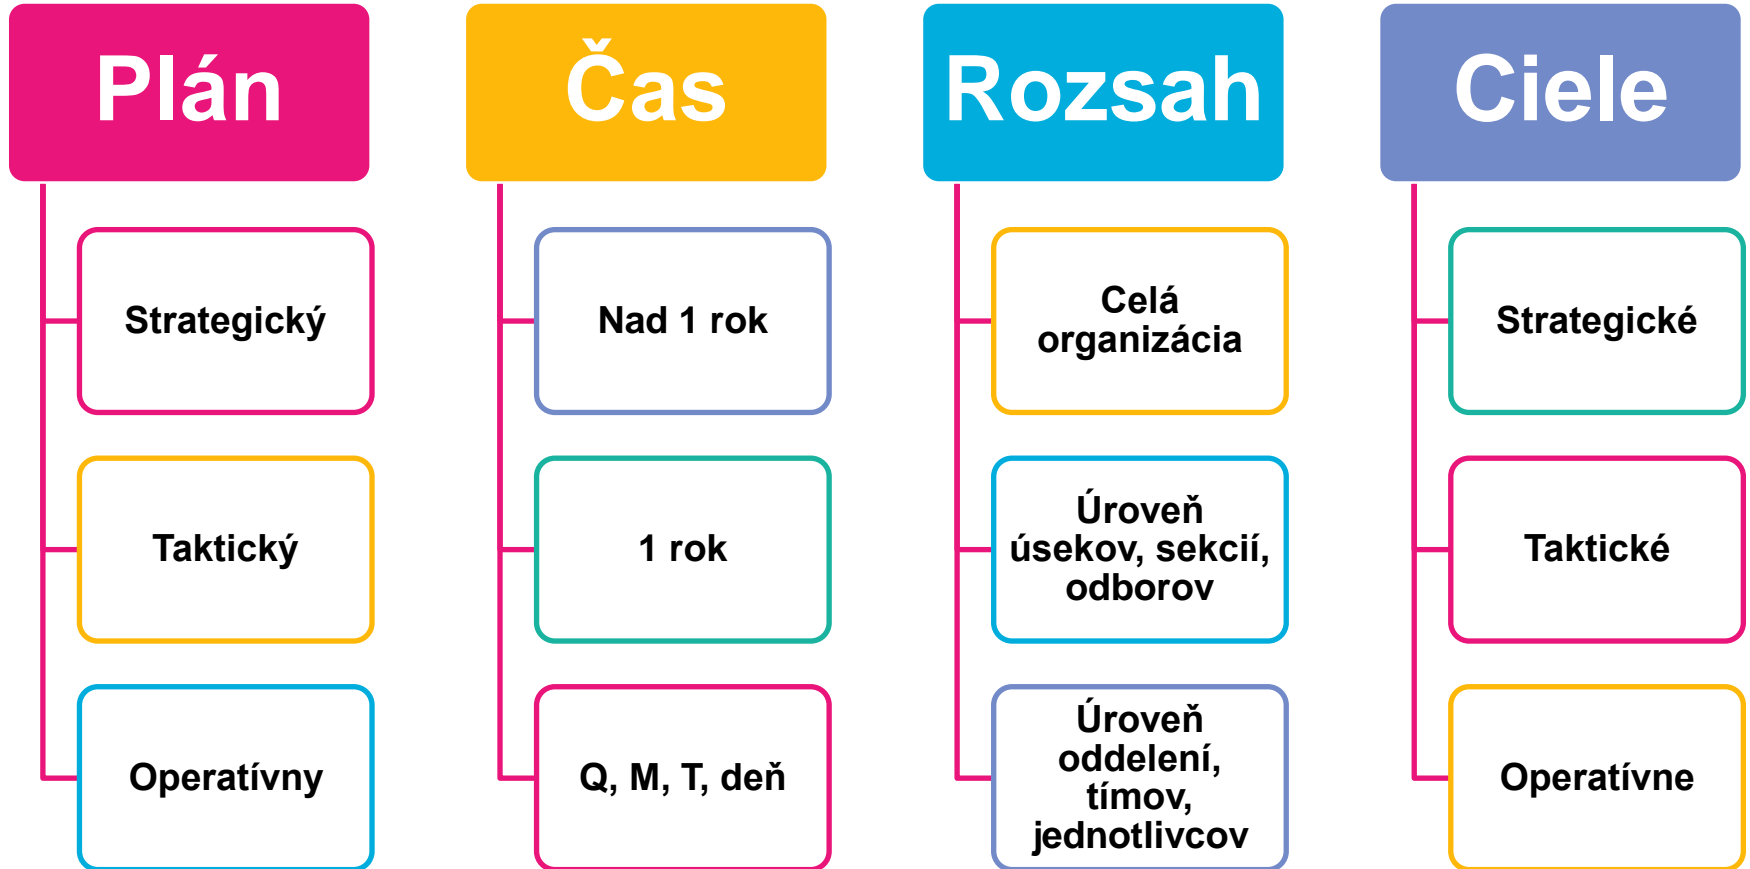 Plán
Strategický
Taktický
Operatívny
Čas
Nad 1 rok
1 rok
Q, M, T, deň
Rozsah
Celá
organizácia
Úroveň
úsekov, sekcií,
odborov
Úroveň
oddelení,
tímov,
jednotlivcov
Ciele
Strategické
Taktické
Operatívne